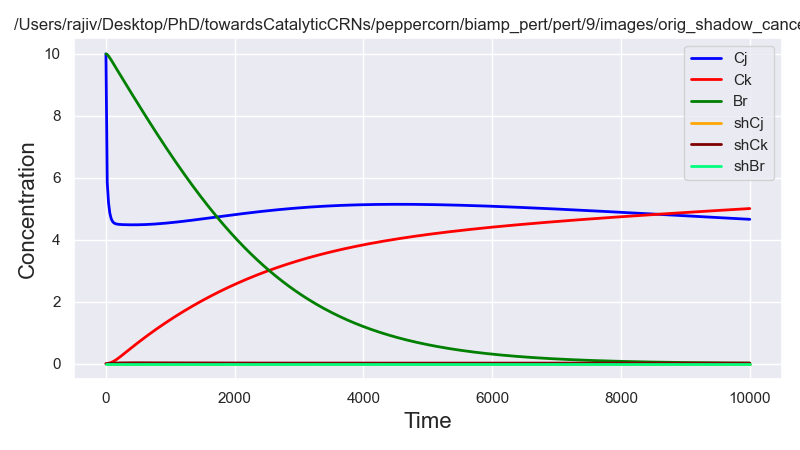 /Users/rajiv/Desktop/PhD/towardsCatalyticCRNs/peppercorn/biamp_pert/pert/9/images/orig_shadow_cance
Concentration
10
8
6
4
2
0
Cj
Ck
Br
shCj
shCk
shBr
0
2000
4000
6000
8000
10000
Time